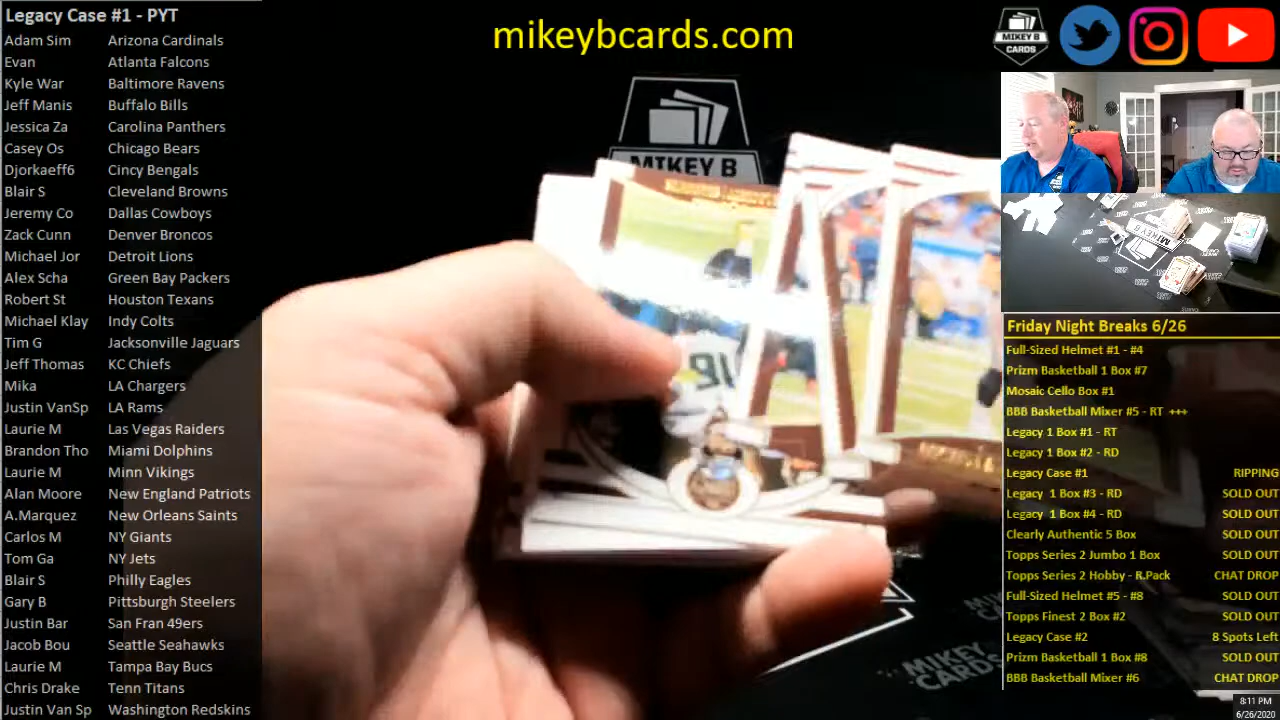 Legacy Case #1 - PYT
Adam Sim Arizona Cardinals
Evan Atlanta Falcons
Kyle War Baltimore Ravens
Jeff Manis Buffalo Bills
Jessica Za Carolina Panthers
Casey Os Chicago Bears
Djorkaeff6 Cincy Bengals
Blair S Cleveland Browns
Jeremy Co Dallas Cowboys
Zack Cunn Denver Broncos
Michael Jor Detroit Lions
Alex Scha Green Bay Packers
Robert St Houston Texans
Michael Klay Indy Colts
Tim G Jacksonville Jaguars
Jeff Thomas KC Chiefs
Mika LA Chargers
Justin VanSp LA Rams
Laurie M Las Vegas Raiders
Brandon Tho Miami Dolphins
Laurie M Minn Vikings
Alan Moore New England Patriots
A.Marquez New Orleans Saints
Carlos M NY Giants
Tom Ga NY Jets
Blair S Philly Eagles
Gary B Pittsburgh Steelers
Justin Bar San Fran 49ers
Jacob Bou Seattle Seahawks
Laurie M Tampa Bay Bucs
Chris Drake Tenn Titans
Justin Van Sp Washington Redskins
mikeybcards.com
MIKEY B
91
MIKEY
CARDS
MIKEY B
CARDS
Friday Night Breaks 6/26
Full-Sized Helmet #1 - #4
Prizm Basketball 1 Box #7
Mosaic Cello Box #1
BBB Basketball Mixer #5 - RT +++
Legacy 1 Box #1 - RT
Legacy 1 Box #2 - RD
Legacy Case #1 RIPPING
Legacy 1 Box #3 - RD SOLD OUT
Legacy 1 Box #4 - RD SOLD OUT
Clearly Authentic 5 Box SOLD OUT
Topps Series 2 Jumbo 1 Box SOLD OUT
Topps Series 2 Hobby - R.Pack CHAT DROP
Full-Sized Helmet #5 - #8 SOLD OUT
Topps Finest 2 Box #2 SOLD OUT
Legacy Case #2 8 Spots Left
Prizm Basketball 1 Box #8 SOLD OUT
BBB Basketball Mixer #6 CHAT DROP
8:11 PM
6/26/2020